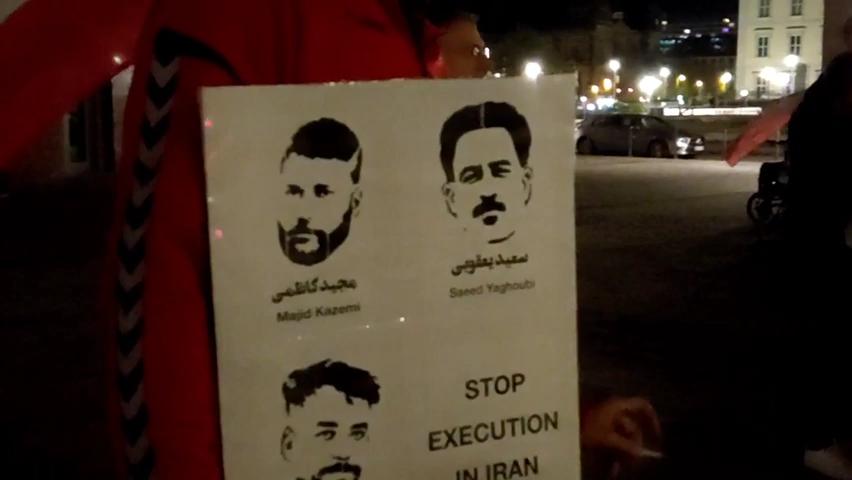 مجید کاظمی
Majid Kazemi
سعید یعقوبی
Saeed Yaghoubi
STOP
EXECUTION
IN IRAN